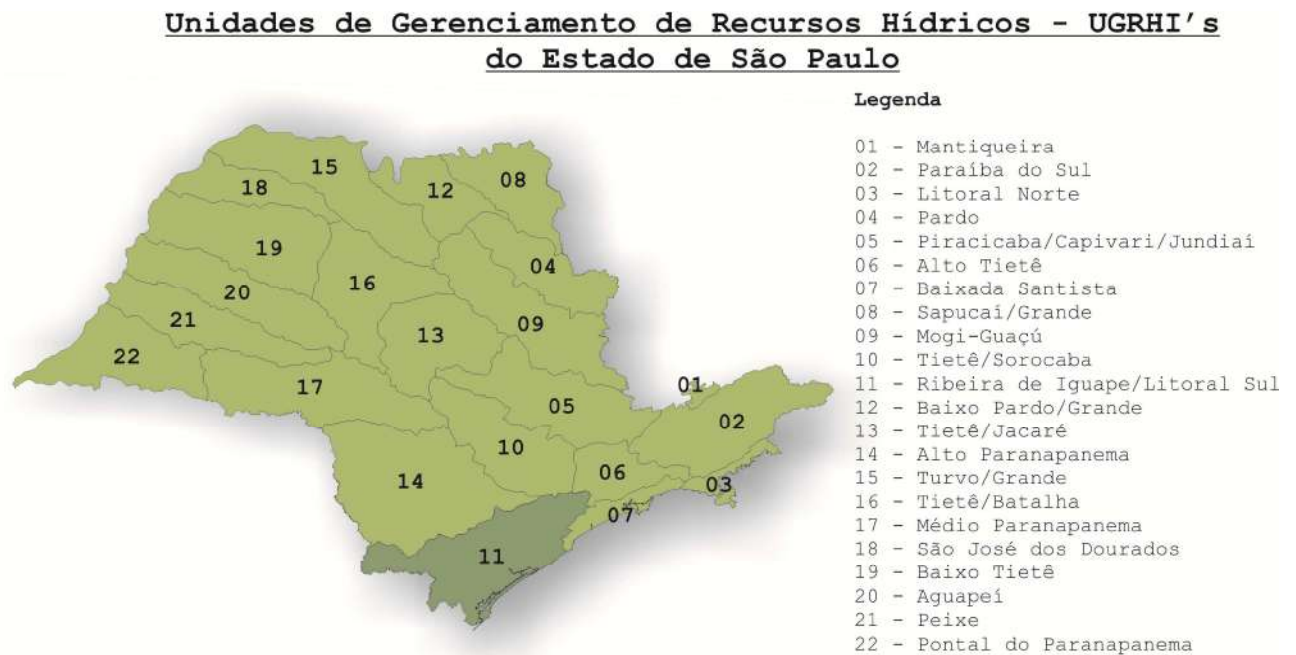 Unidades de Gerenciamento de Recursos Hídricos - UGRHI's
do Estado de São Paulo
Legenda
01 - Mantiqueira
02 - Paraíba do Sul
03 - Litoral Norte
04 - Pardo
05 - Piracicaba/Capivari/Jundiaí
06 - Alto Tietê
07 - Baixada Santista
08 - Sapucaí/Grande
09 - Mogi-Guaçú
10 - Tietê/Sorocaba
11 - Ribeira de Iguape/Litoral Sul
12 - Baixo Pardo/Grande
13 - Tietê/Jacaré
14 - Alto Paranapanema
15 - Turvo/Grande
16 - Tietê/Batalha
17 - Médio Paranapanema
18 - São José dos Dourados
19 - Baixo Tietê
20 - Aguapeí
21 - Peixe
22 - Pontal do Paranapanema
15
08
18
12
19
04
16
20
21
09
13
22
17
01
05
02
10
06
14
03
07
11